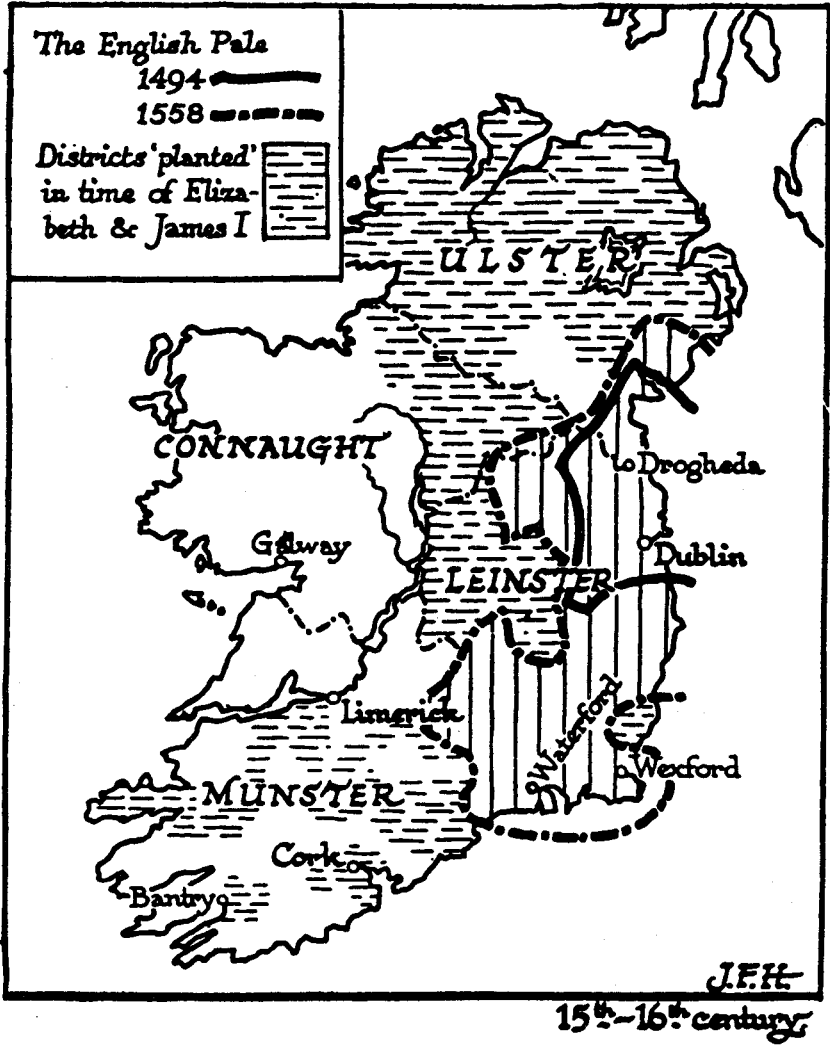 The English Pale
1494
1558
Districts 'planted'
in time of Eliza-
beth & James I
ULSTER
CONNAUGHT
Drogheda
Galway
Dublin
LEINSTER
Limerick
Waterford
Wexford
MUNSTER
Cork
Bantry
J.F.H.
15th–16th century.